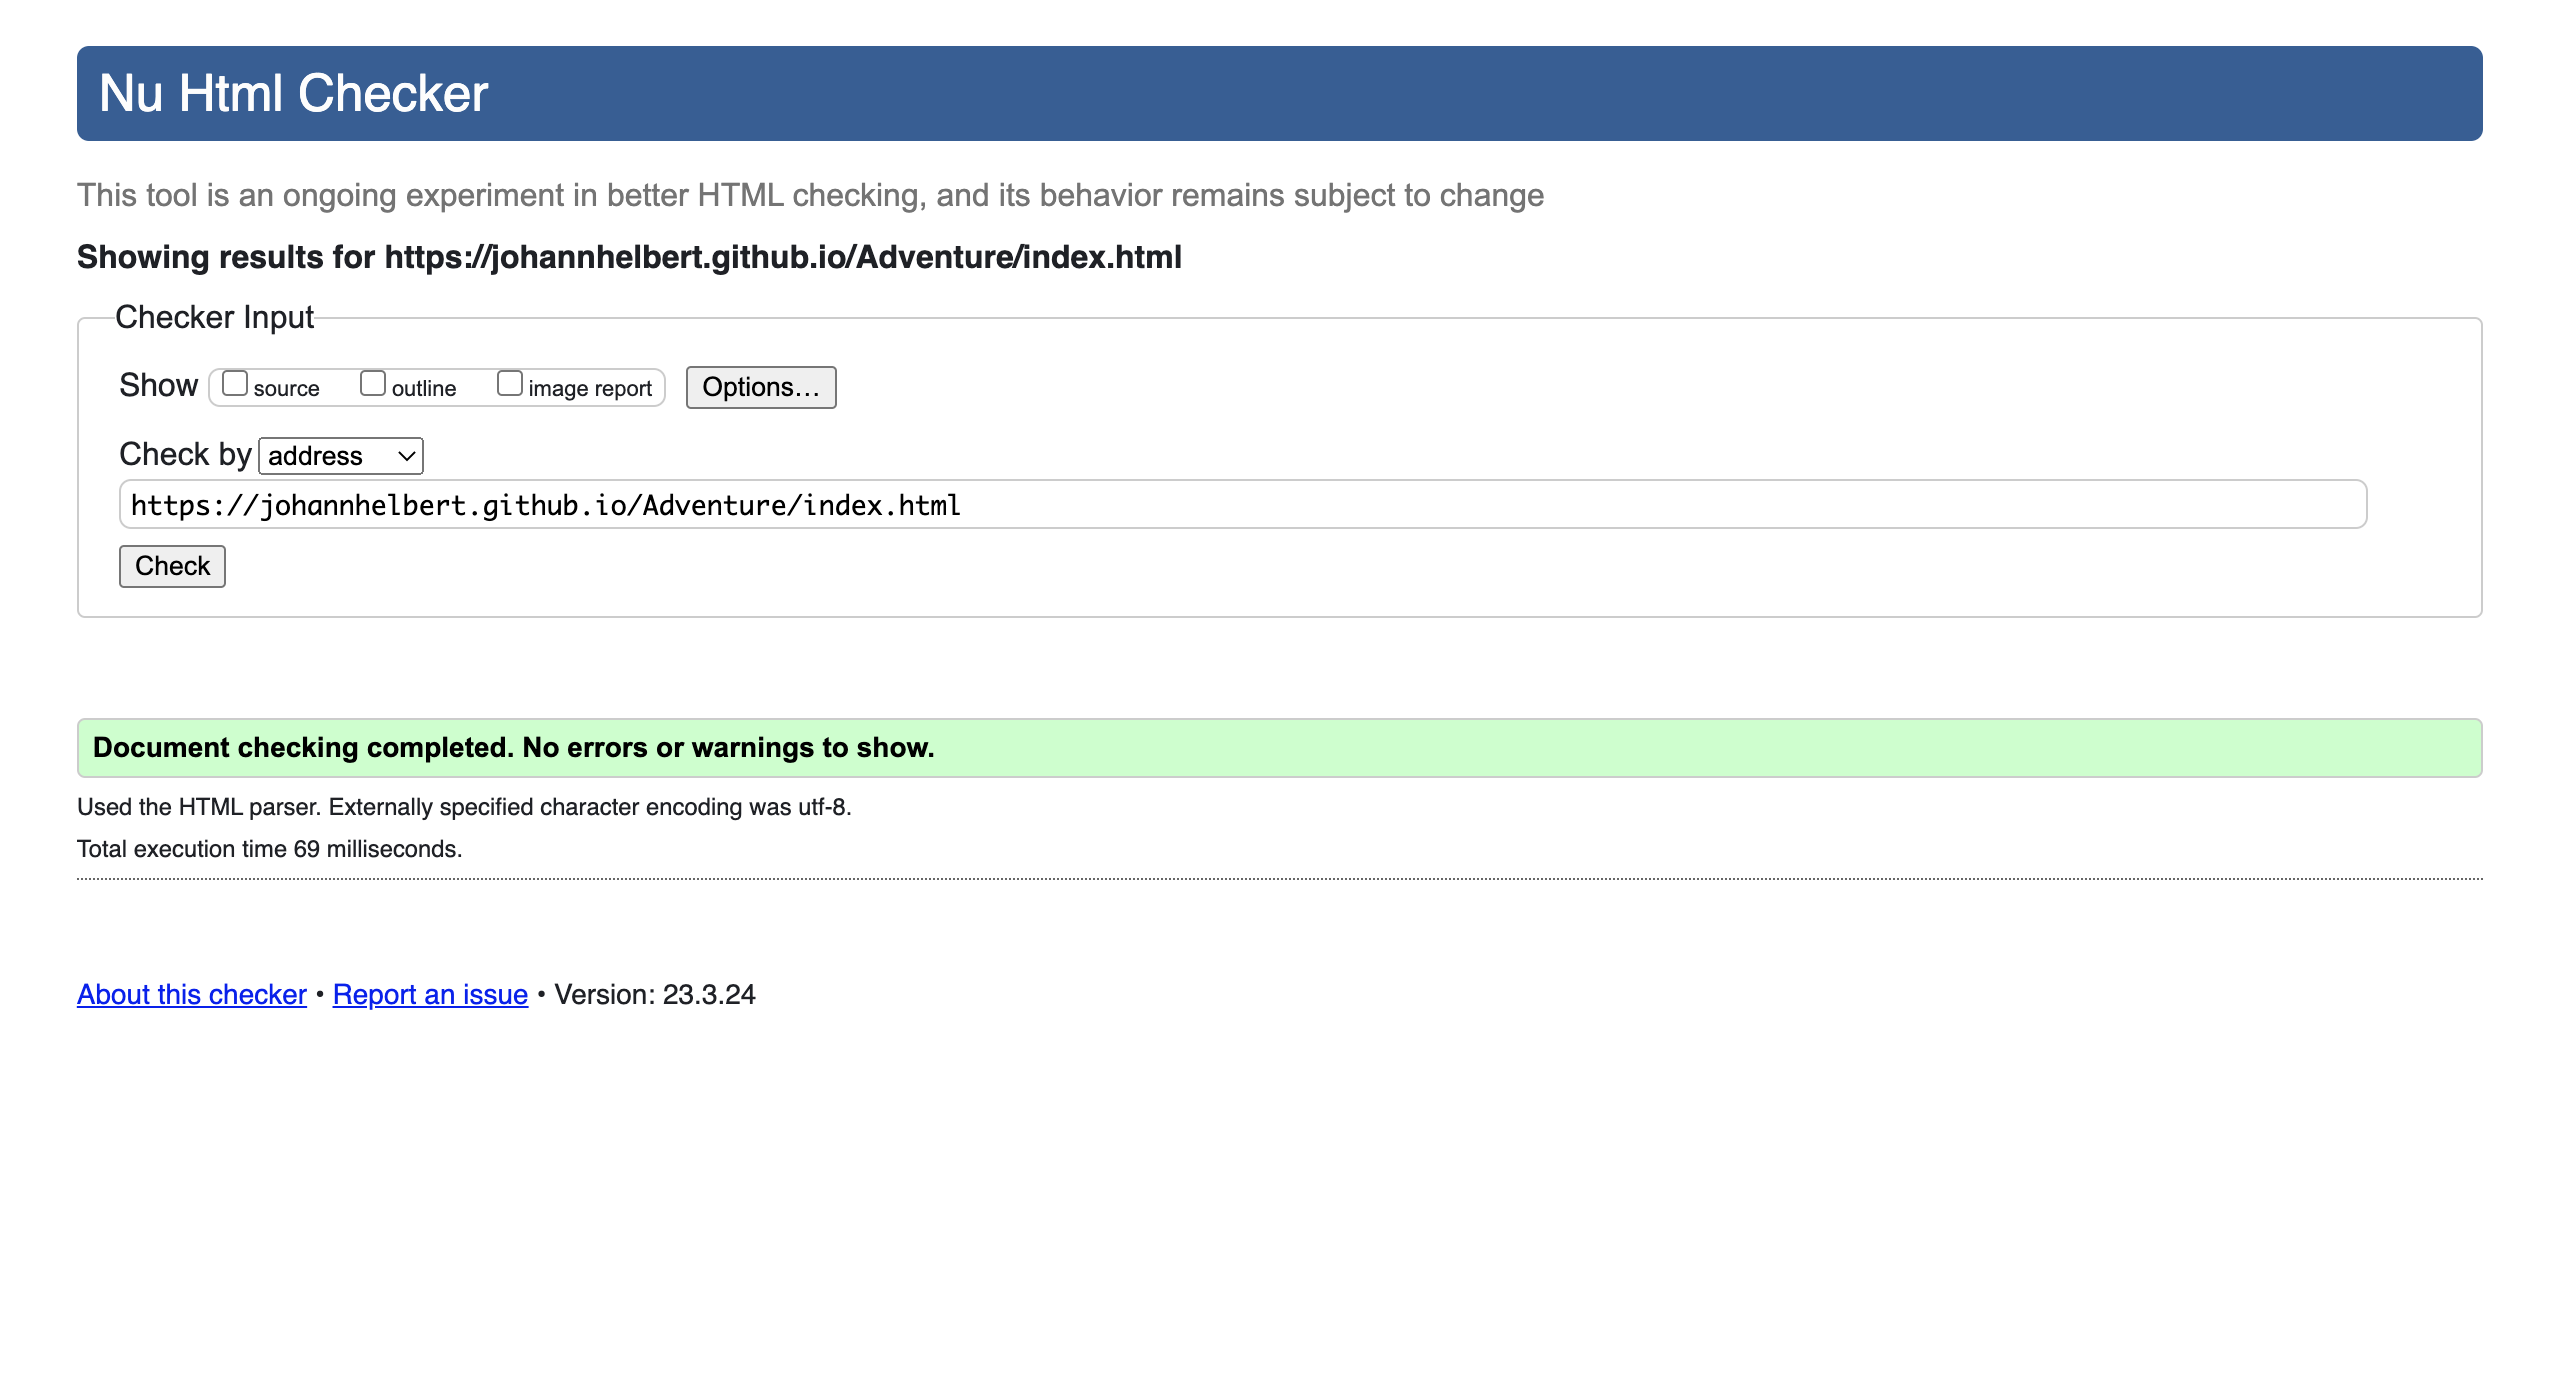 Nu Html Checker
This tool is an ongoing experiment in better HTML checking, and its behavior remains subject to change
Showing results for https://johannhelbert.github.io/Adventure/index.html
Checker Input
Show source outline image report Options...
Check by address
https://johannhelbert.github.io/Adventure/index.html
Check
Document checking completed. No errors or warnings to show.
Used the HTML parser. Externally specified character encoding was utf-8.
Total execution time 69 milliseconds.
About this checker • Report an issue • Version: 23.3.24